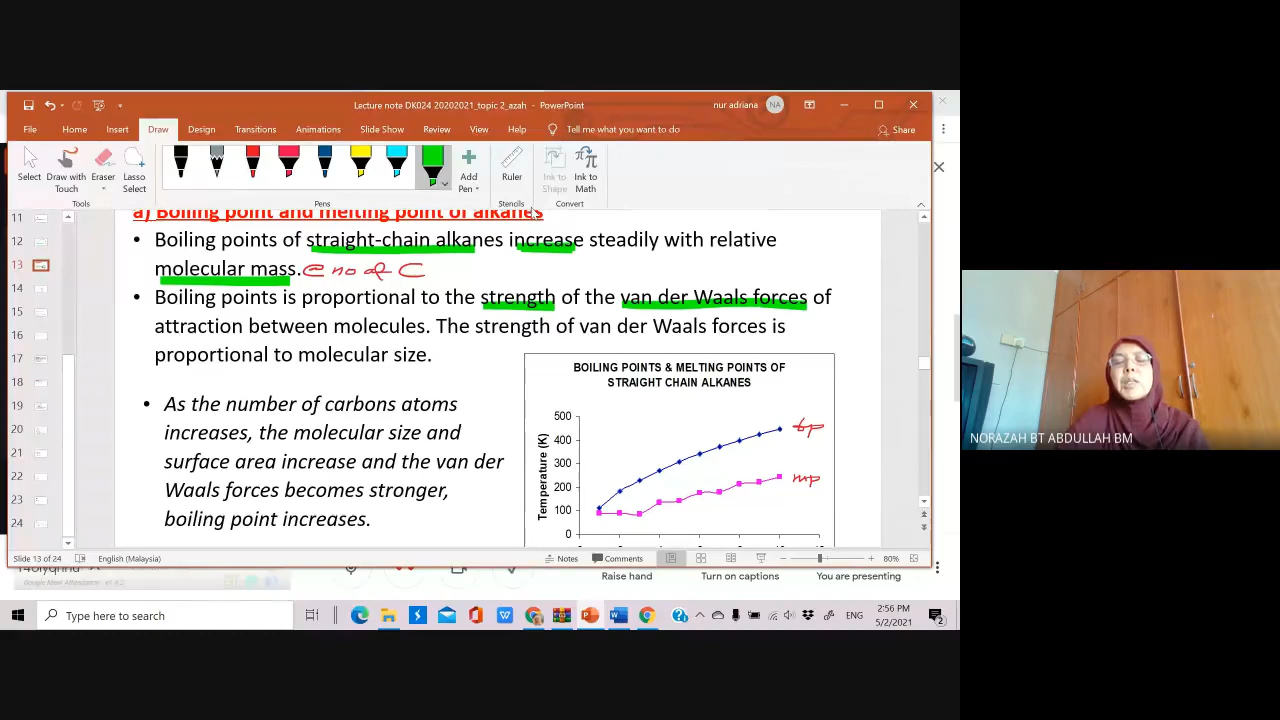 Lecture note DK024 20202021_topic 2_azah - PowerPoint
nur adriana NA
File Home Insert Draw Design Transitions Animations Slide Show Review View Help Tell me what you want to do Share
Select Draw with Touch Eraser Lasso Select Add Pen Ruler Ink to Shape Ink to Math
Tools Pens Stencils Convert
a) Boiling point and melting point of alkanes
• Boiling points of straight-chain alkanes increase steadily with relative
molecular mass. @ no of C
• Boiling points is proportional to the strength of the van der Waals forces of
attraction between molecules. The strength of van der Waals forces is
proportional to molecular size.
• As the number of carbons atoms
increases, the molecular size and
surface area increase and the van der
Waals forces becomes stronger,
boiling point increases.
BOILING POINTS & MELTING POINTS OF
STRAIGHT CHAIN ALKANES
Temperature (K)
500
400
300
200
100
0
bp
mp
11
12
13
14
15
16
17
18
19
20
21
22
23
24
NORAZAH BT ABDULLAH BM
Slide 13 of 24 English (Malaysia) Notes Comments 80%
Raise hand Turn on captions You are presenting
Type here to search
ENG
2:56 PM
5/2/2021
2